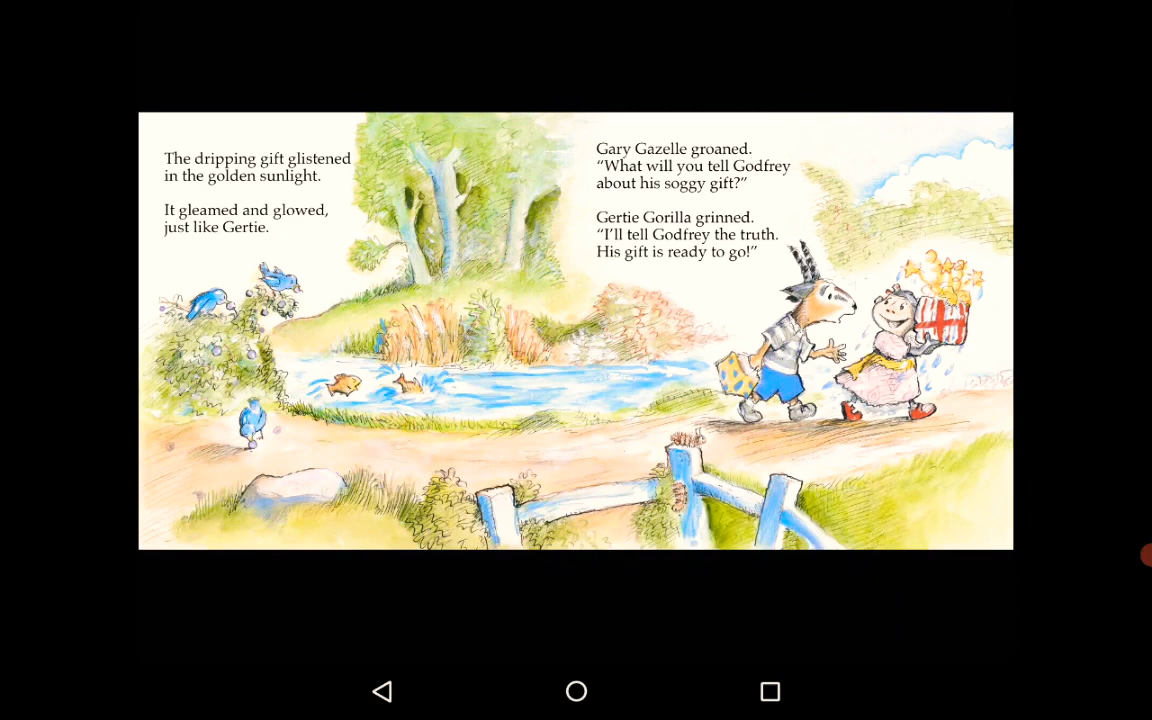 The dripping gift glistened
in the golden sunlight.
It gleamed and glowed,
just like Gertie.
Gary Gazelle groaned.
“What will you tell Godfrey
about his soggy gift?”
Gertie Gorilla grinned.
“I’ll tell Godfrey the truth.
His gift is ready to go!”